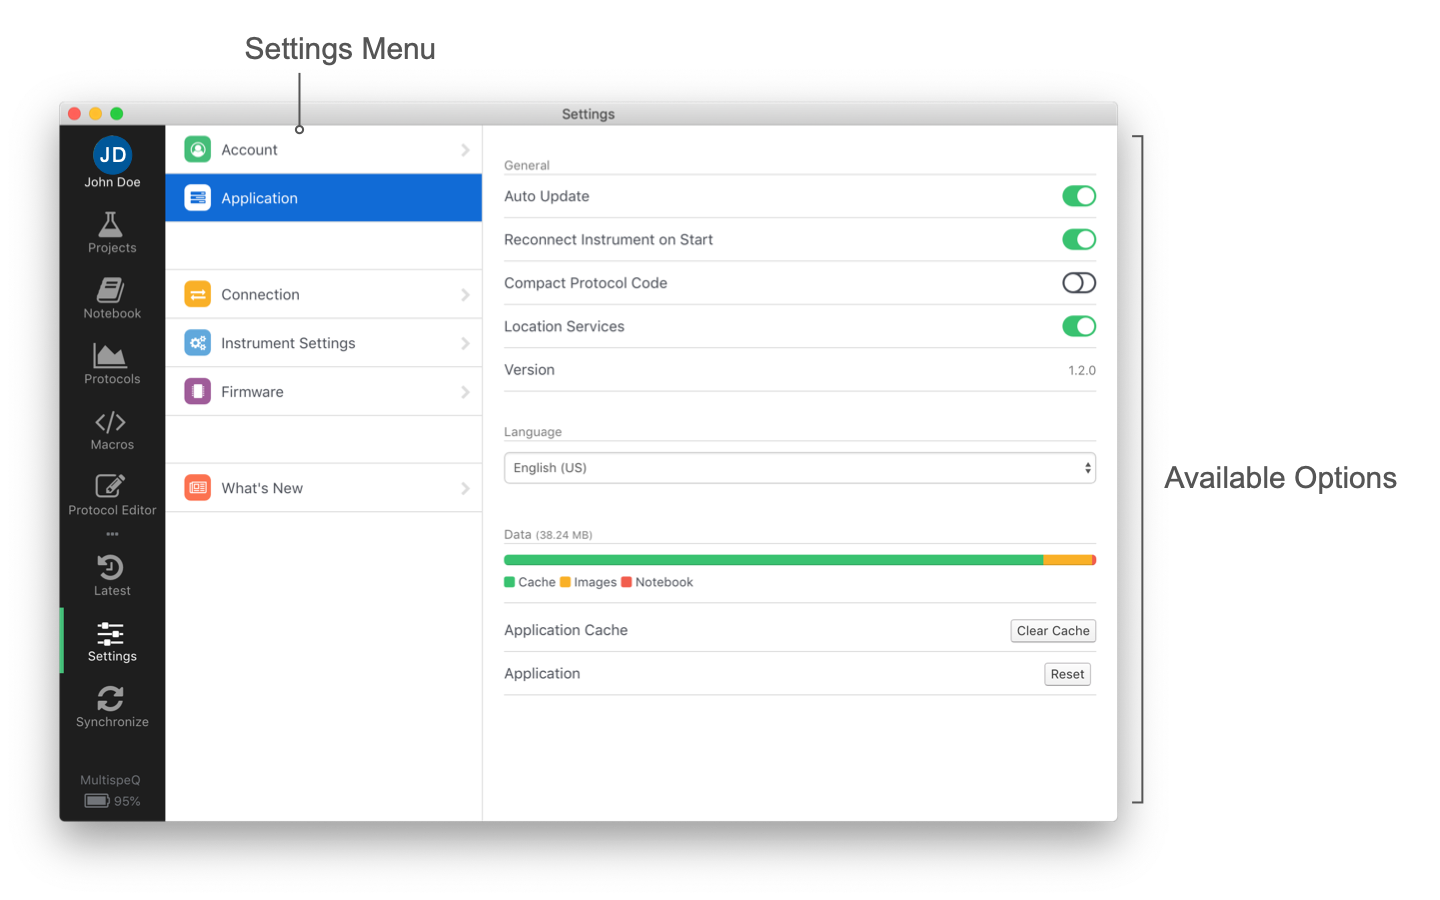 Settings Menu
Settings
JD
John Doe
Projects
Notebook
Protocols
Macros
Protocol Editor
Latest
Settings
Synchronize
MultispeQ
95%
Account
Application
Connection
Instrument Settings
Firmware
What's New
General
Auto Update
Reconnect Instrument on Start
Compact Protocol Code
Location Services
Version 1.2.0
Language
English (US)
Data (38.24 MB)
Cache Images Notebook
Application Cache Clear Cache
Application Reset
Available Options